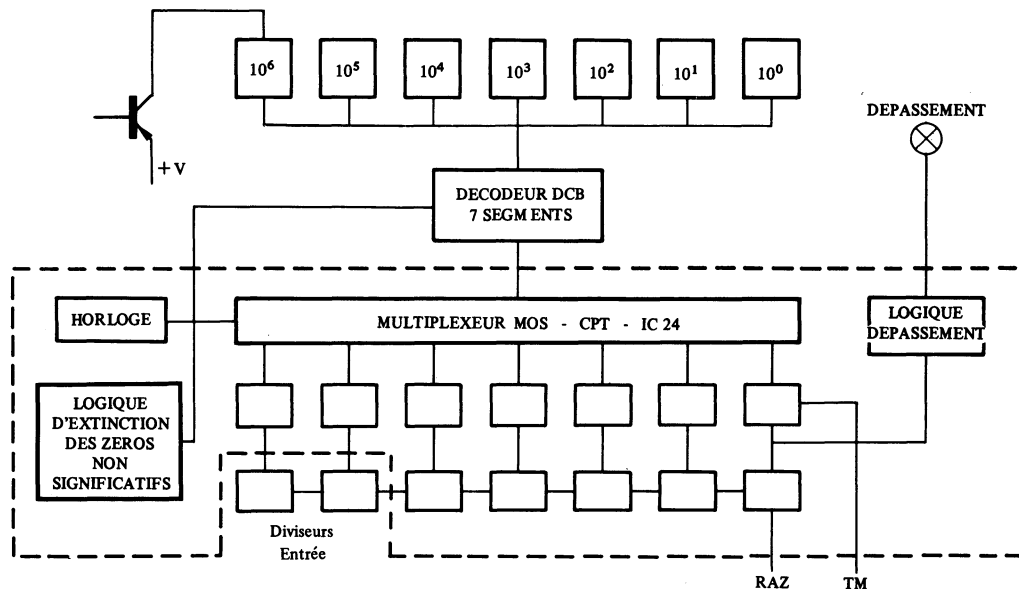 10⁶ 10⁵ 10⁴ 10³ 10² 10¹ 10⁰
DEPASSEMENT
+V
DECODEUR DCB
7 SEGMENTS
HORLOGE
MULTIPLEXEUR MOS - CPT - IC 24
LOGIQUE
DEPASSEMENT
LOGIQUE
D'EXTINCTION
DES ZEROS
NON
SIGNIFICATIFS
Diviseurs
Entrée
RAZ TM